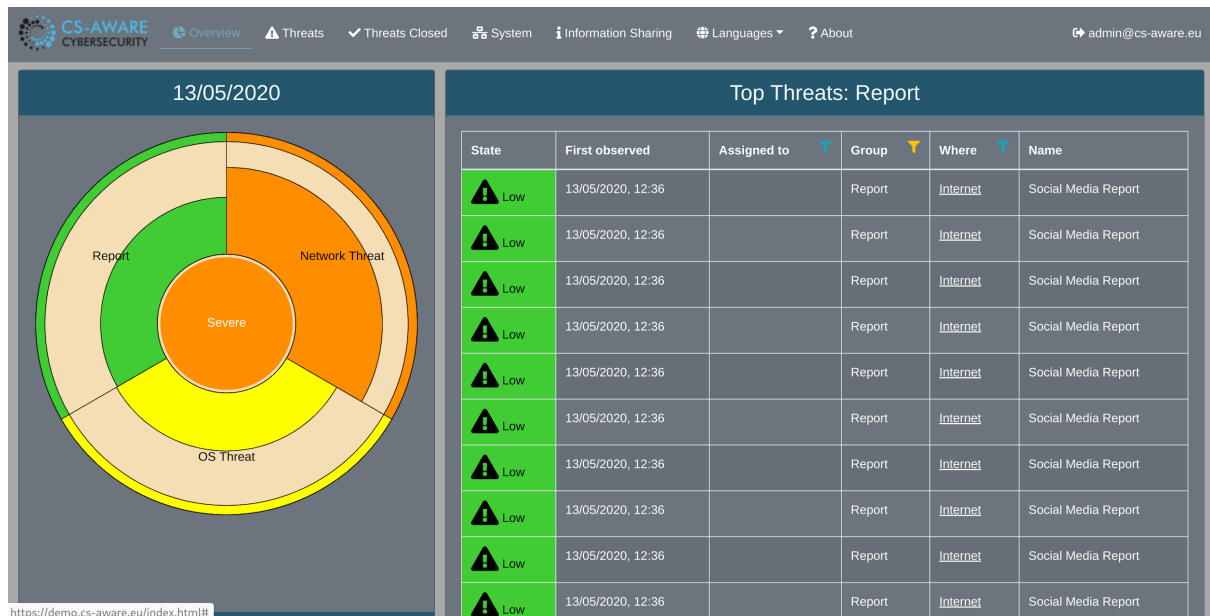 CS-AWARE
CYBERSECURITY
Overview
Threats
Threats Closed
System
Information Sharing
Languages
? About
admin@cs-aware.eu
13/05/2020
Report
Network Threat
Severe
OS Threat
Top Threats: Report
State First observed Assigned to Group Where Name
Low 13/05/2020, 12:36 Report Internet Social Media Report
Low 13/05/2020, 12:36 Report Internet Social Media Report
Low 13/05/2020, 12:36 Report Internet Social Media Report
Low 13/05/2020, 12:36 Report Internet Social Media Report
Low 13/05/2020, 12:36 Report Internet Social Media Report
Low 13/05/2020, 12:36 Report Internet Social Media Report
Low 13/05/2020, 12:36 Report Internet Social Media Report
Low 13/05/2020, 12:36 Report Internet Social Media Report
Low 13/05/2020, 12:36 Report Internet Social Media Report
Low 13/05/2020, 12:36 Report Internet Social Media Report
https://demo.cs-aware.eu/index.html#